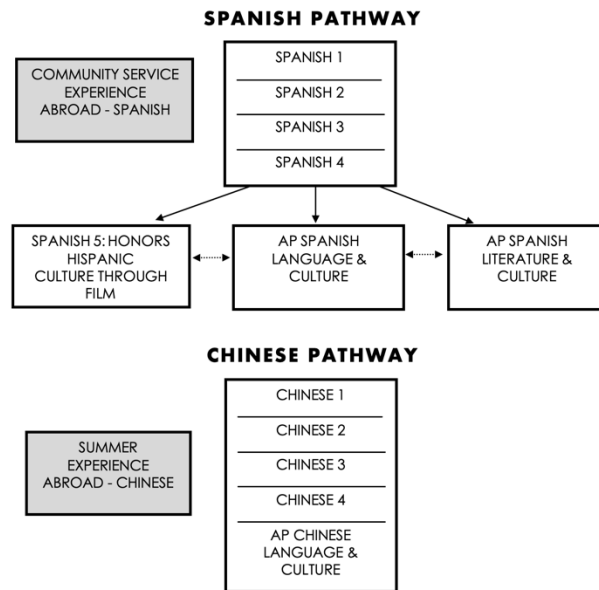 SPANISH PATHWAY
COMMUNITY SERVICE
EXPERIENCE
ABROAD - SPANISH
SPANISH 1
SPANISH 2
SPANISH 3
SPANISH 4
SPANISH 5: HONORS
HISPANIC
CULTURE THROUGH
FILM
AP SPANISH
LANGUAGE &
CULTURE
AP SPANISH
LITERATURE &
CULTURE
CHINESE PATHWAY
SUMMER
EXPERIENCE
ABROAD - CHINESE
CHINESE 1
CHINESE 2
CHINESE 3
CHINESE 4
AP CHINESE
LANGUAGE &
CULTURE